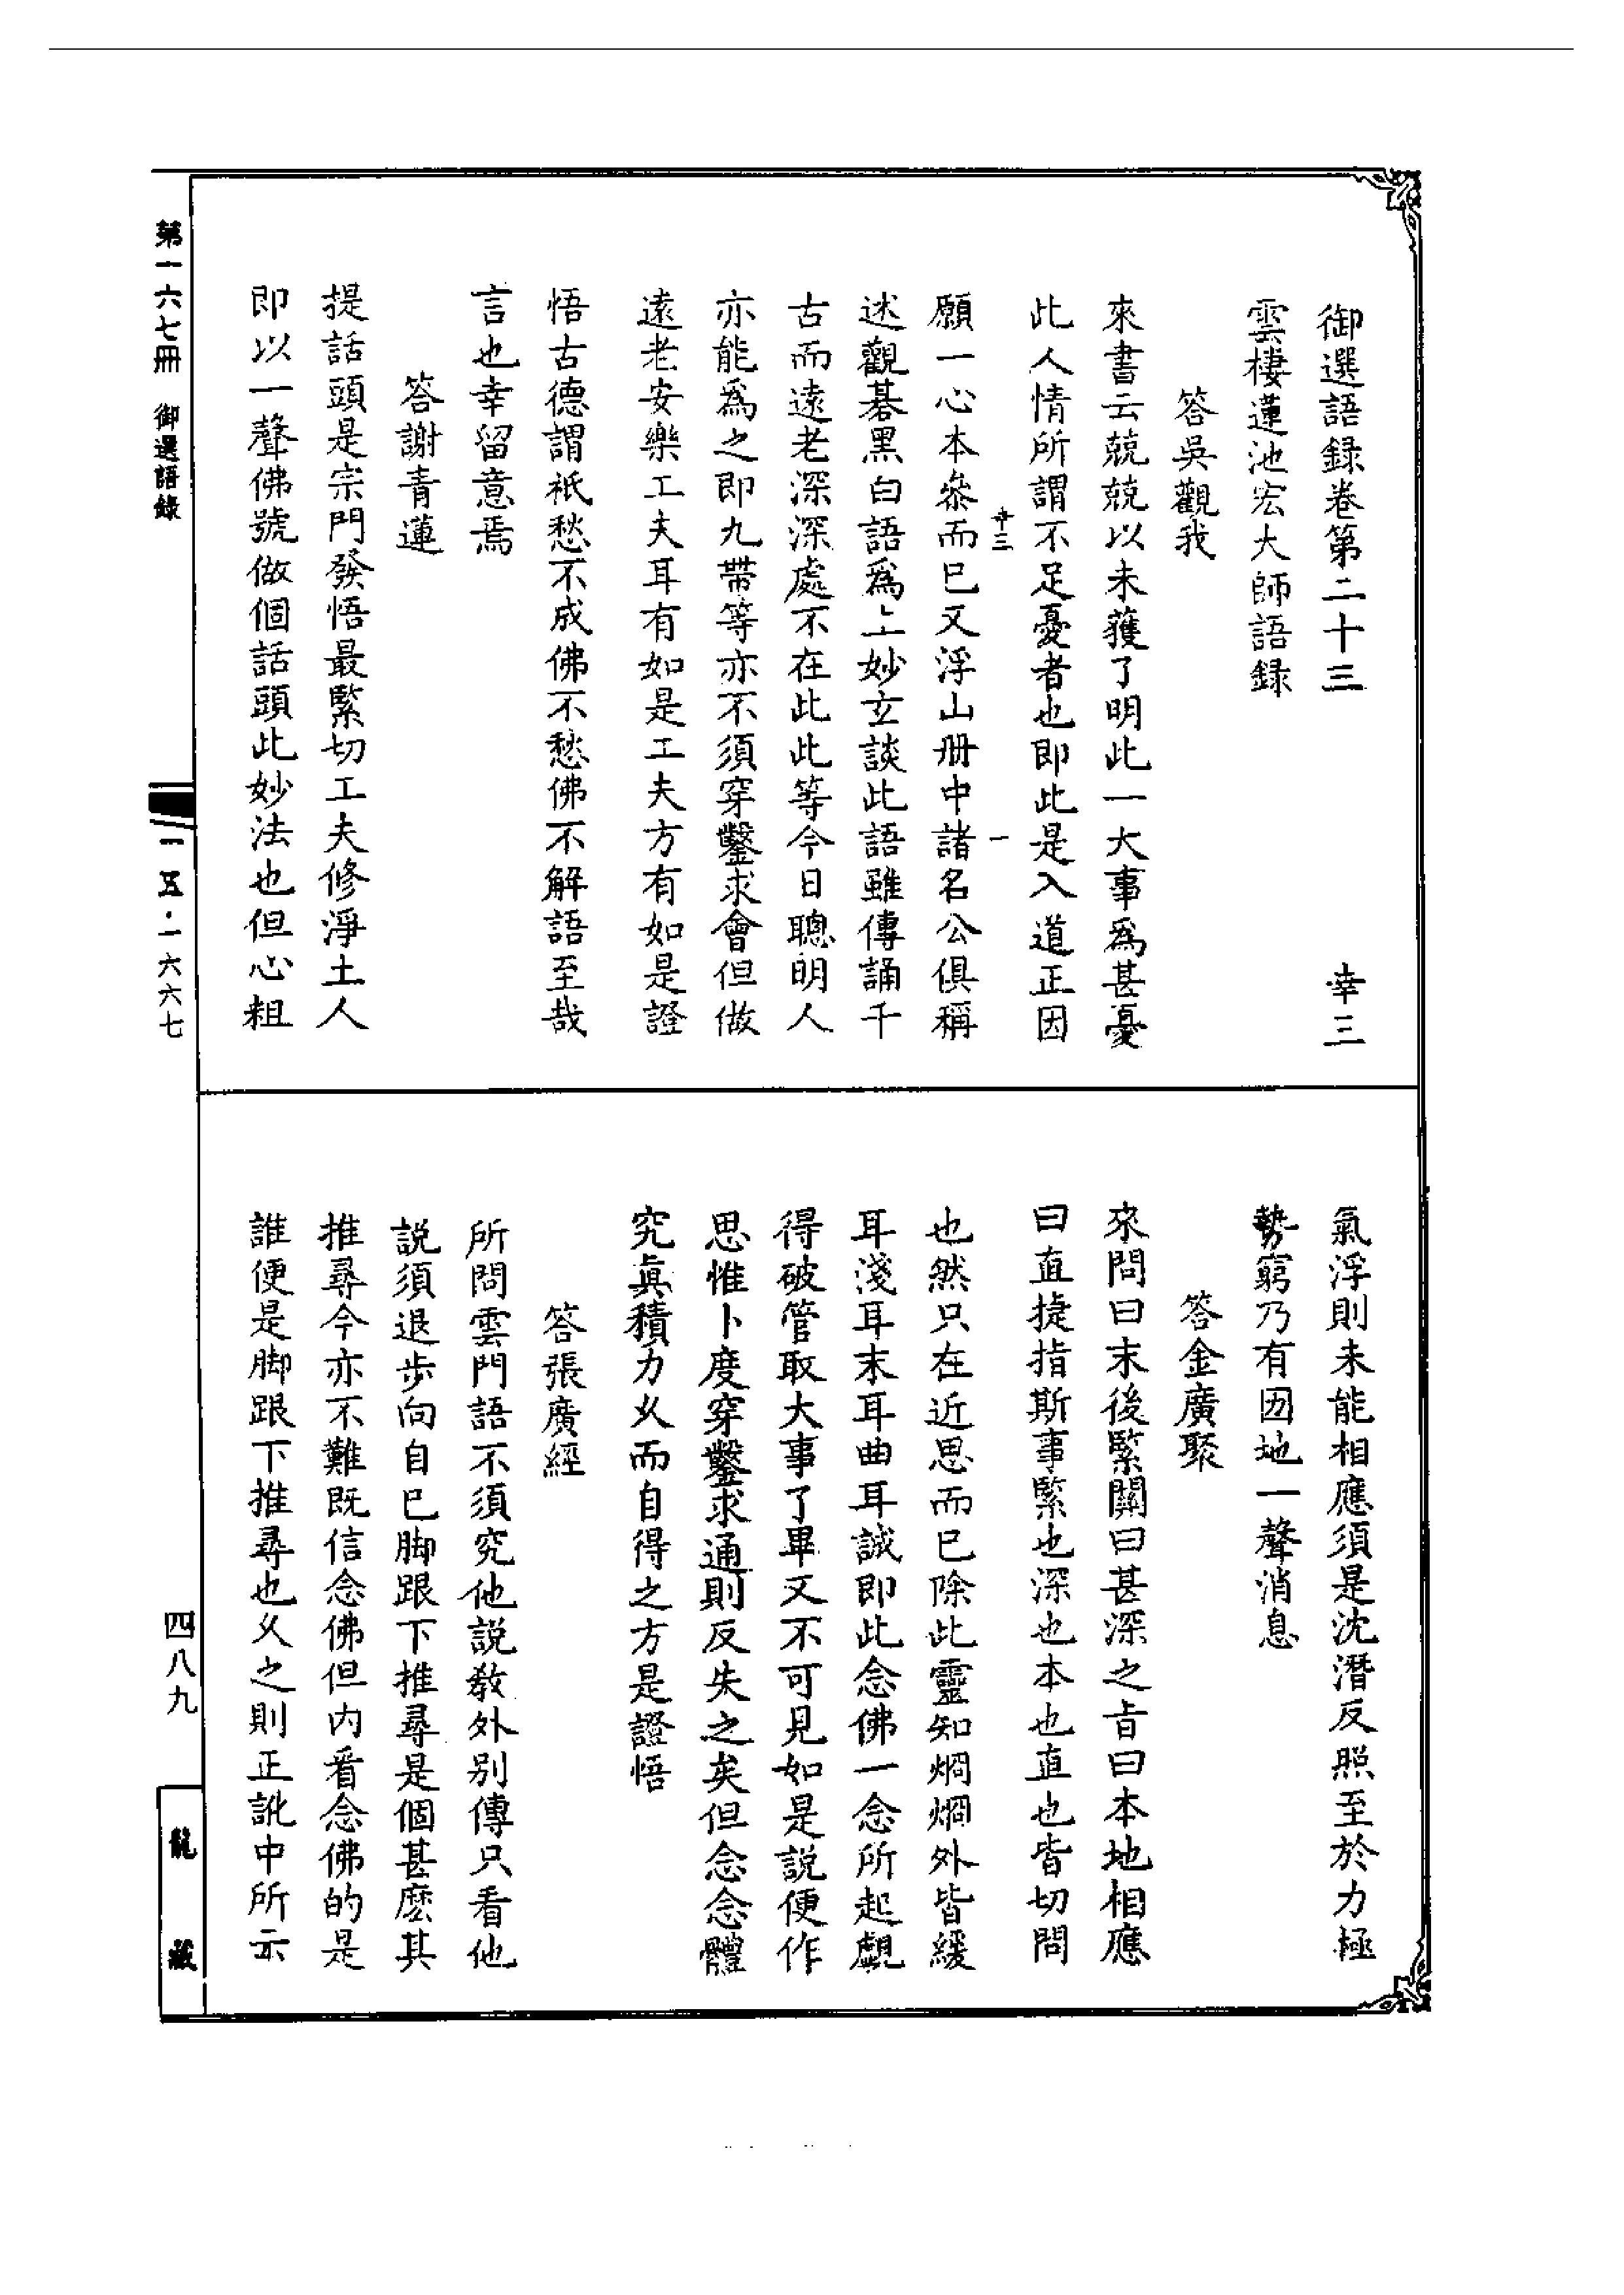 御選語録卷第二十三　幸三
雲棲蓮池宏大師語録
答吳觀我
來書云兢兢以未獲了明此一大事爲甚憂
此人情所謂不足憂者也即此是入道正因
幸三　一
願一心本叅而已又浮山册中諸名公俱稱
述觀碁黑白語爲上妙玄談此語雖傳誦千
古而遠老深深處不在此此等今日聰明人
亦能爲之即九帶等亦不須穿鑿求會但做
遠老安樂工夫耳有如是工夫方有如是證
悟古德謂祇愁不成佛不愁佛不解語至哉
言也幸留意焉
答謝青蓮
提話頭是宗門發悟最緊切工夫修淨土人
即以一聲佛號做個話頭此妙法也但心粗
氣浮則未能相應須是沈潛反照至於力極
勢窮乃有因地一聲消息
答金廣聚
來問曰末後緊關曰甚深之旨曰本地相應
曰直捷指斯事緊也深也本也直也皆切問
也然只在近思而已除此靈知烱烱外皆緩
耳淺耳末耳曲耳誠即此念佛一念所起覷
得破管取大事了畢又不可見如是説便作
思惟卜度穿鑿求通則反失之矣但念念體
究眞積力乆而自得之方是證悟
答張廣經
所問雲門語不須究他説教外别傳只看他
説須退步向自已脚跟下推尋是個甚麽其
推尋今亦不難既信念佛但内看念佛的是
誰便是脚跟下推尋也乆之則正訛中所示
第一六七冊　御選語錄
一一五·一六六七
四八九
龍藏